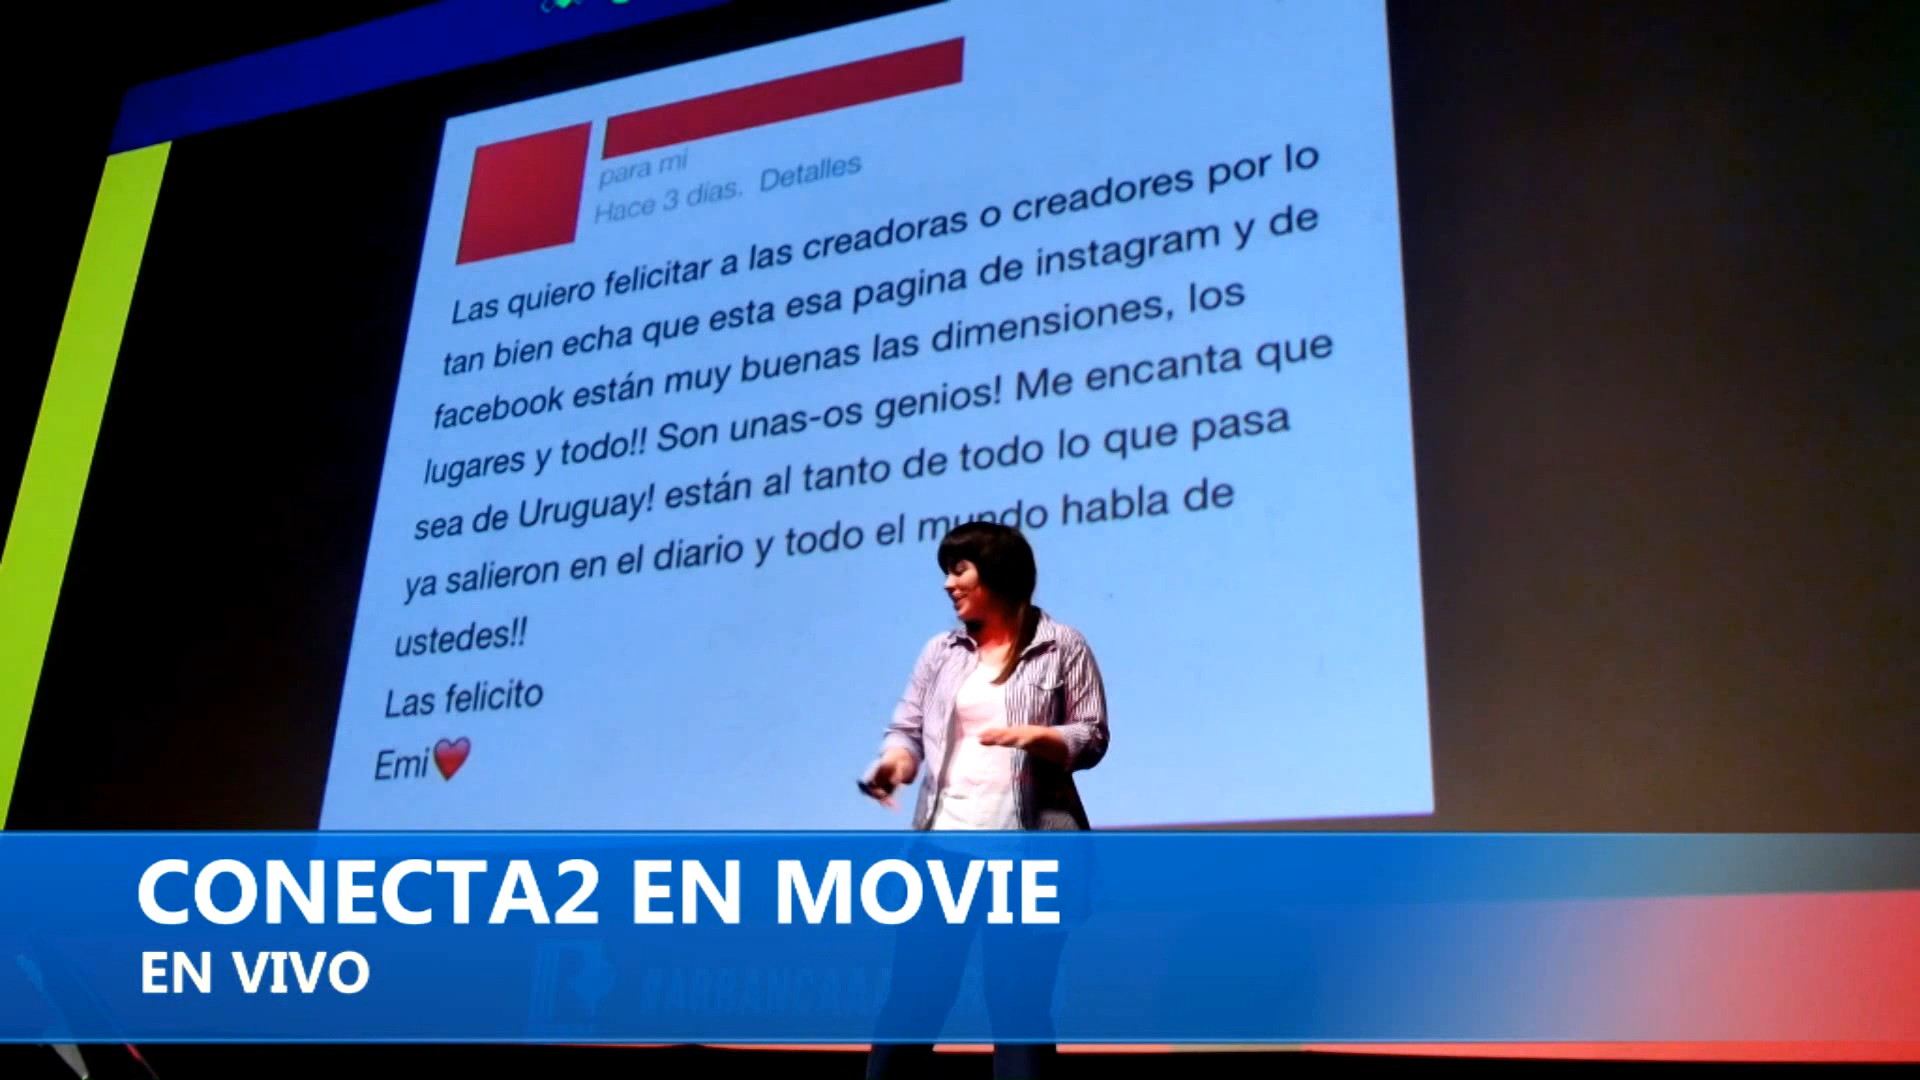 para mi
Hace 3 días. Detalles
Las quiero felicitar a las creadoras o creadores por lo
tan bien echa que esta esa pagina de instagram y de
facebook están muy buenas las dimensiones, los
lugares y todo!! Son unas-os genios! Me encanta que
sea de Uruguay! están al tanto de todo lo que pasa
ya salieron en el diario y todo el mundo habla de
ustedes!!
Las felicito
Emi❤️
CONECTA2 EN MOVIE
EN VIVO